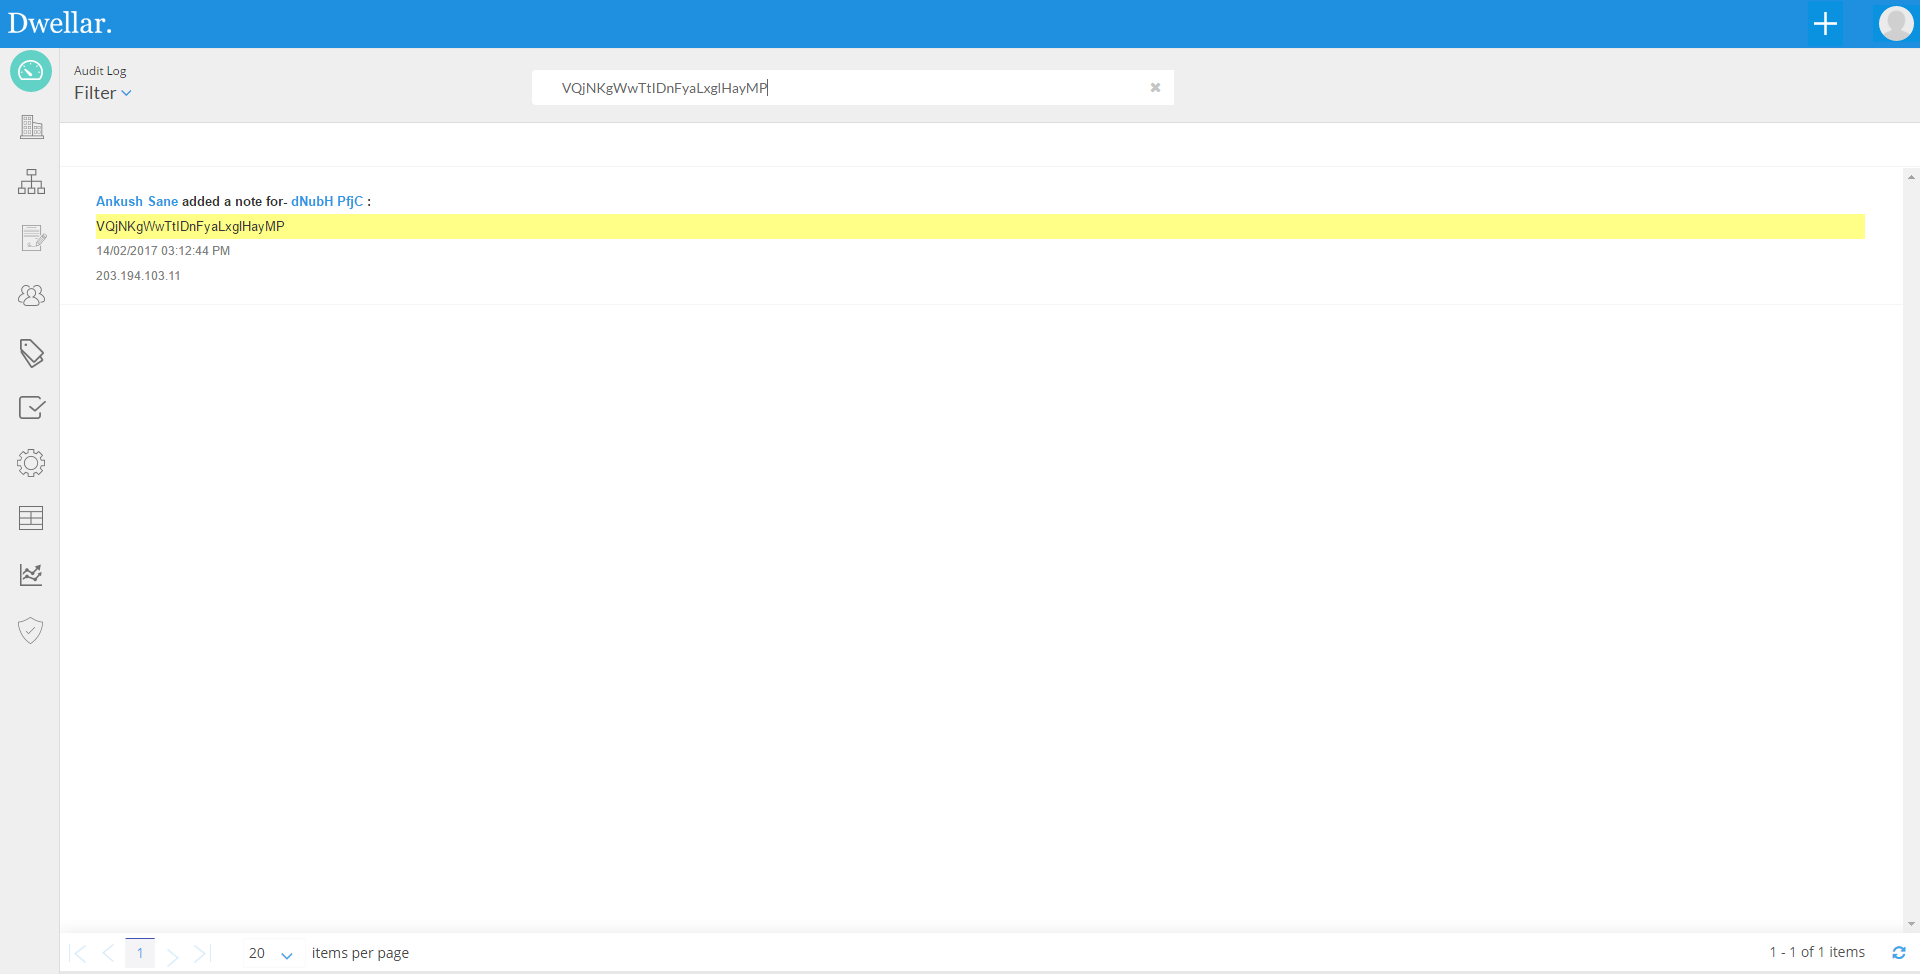 Dwellar.
Audit Log
Filter
VQjNKgWwTtIDnFyaLxglHayMP
Ankush Sane added a note for- dNubH PfjC :
VQjNKgWwTtIDnFyaLxglHayMP
14/02/2017 03:12:44 PM
203.194.103.11
1
20 items per page
1 - 1 of 1 items